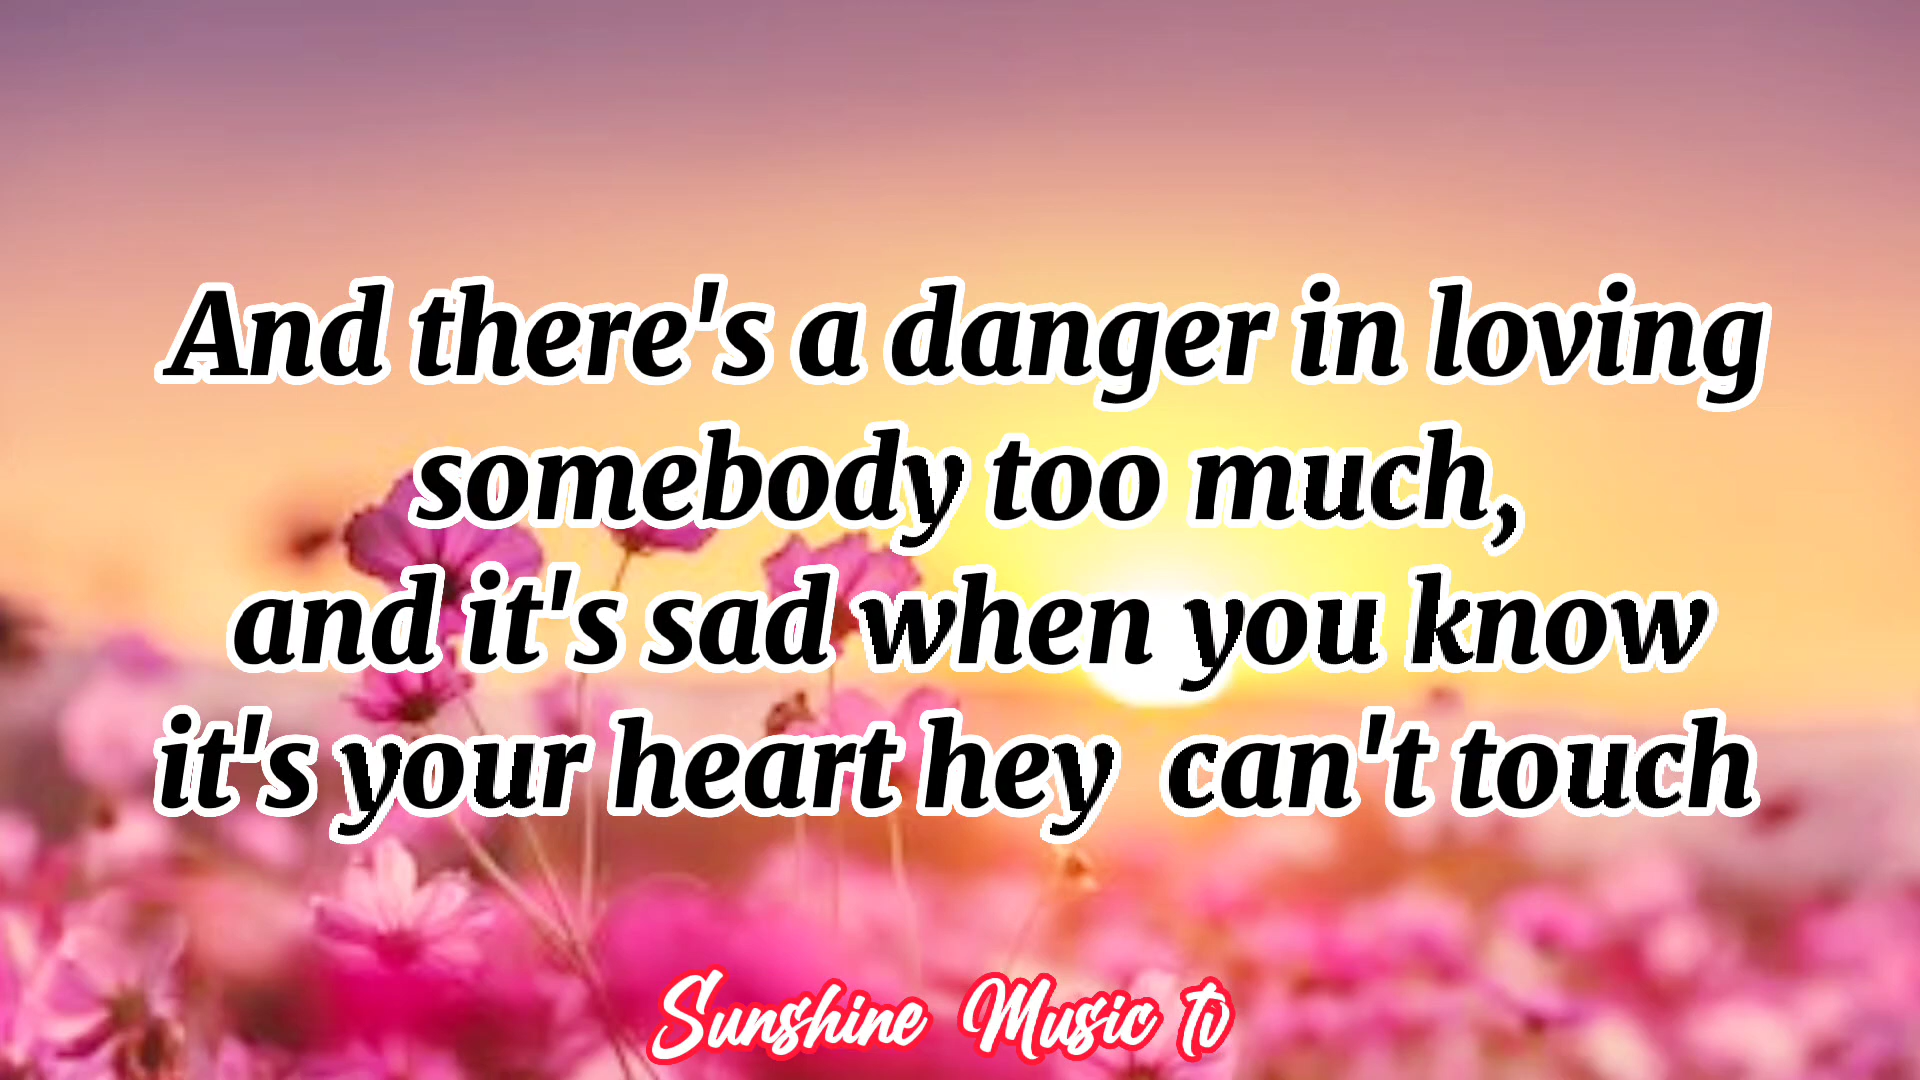 And there's a danger in loving
somebody too much,
and it's sad when you know
it's your heart hey  can't touch
Sunshine Music tv